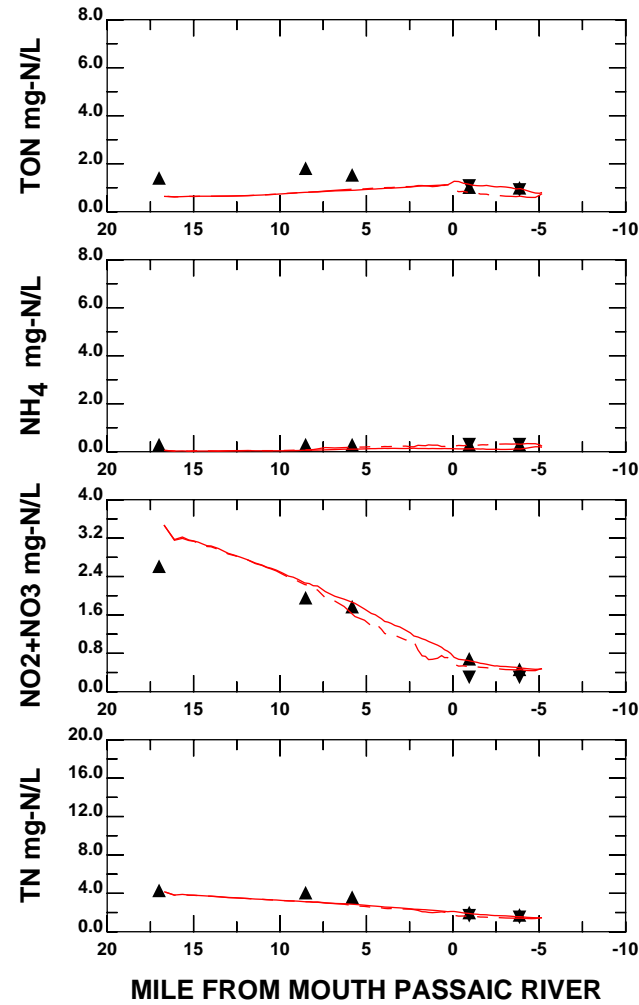 TON mg-N/L
8.0
6.0
4.0
2.0
0.0
20 15 10 5 0 -5 -10
NH4 mg-N/L
8.0
6.0
4.0
2.0
0.0
20 15 10 5 0 -5 -10
NO2+NO3 mg-N/L
4.0
3.2
2.4
1.6
0.8
0.0
20 15 10 5 0 -5 -10
TN mg-N/L
20.0
16.0
12.0
8.0
4.0
0.0
20 15 10 5 0 -5 -10
MILE FROM MOUTH PASSAIC RIVER